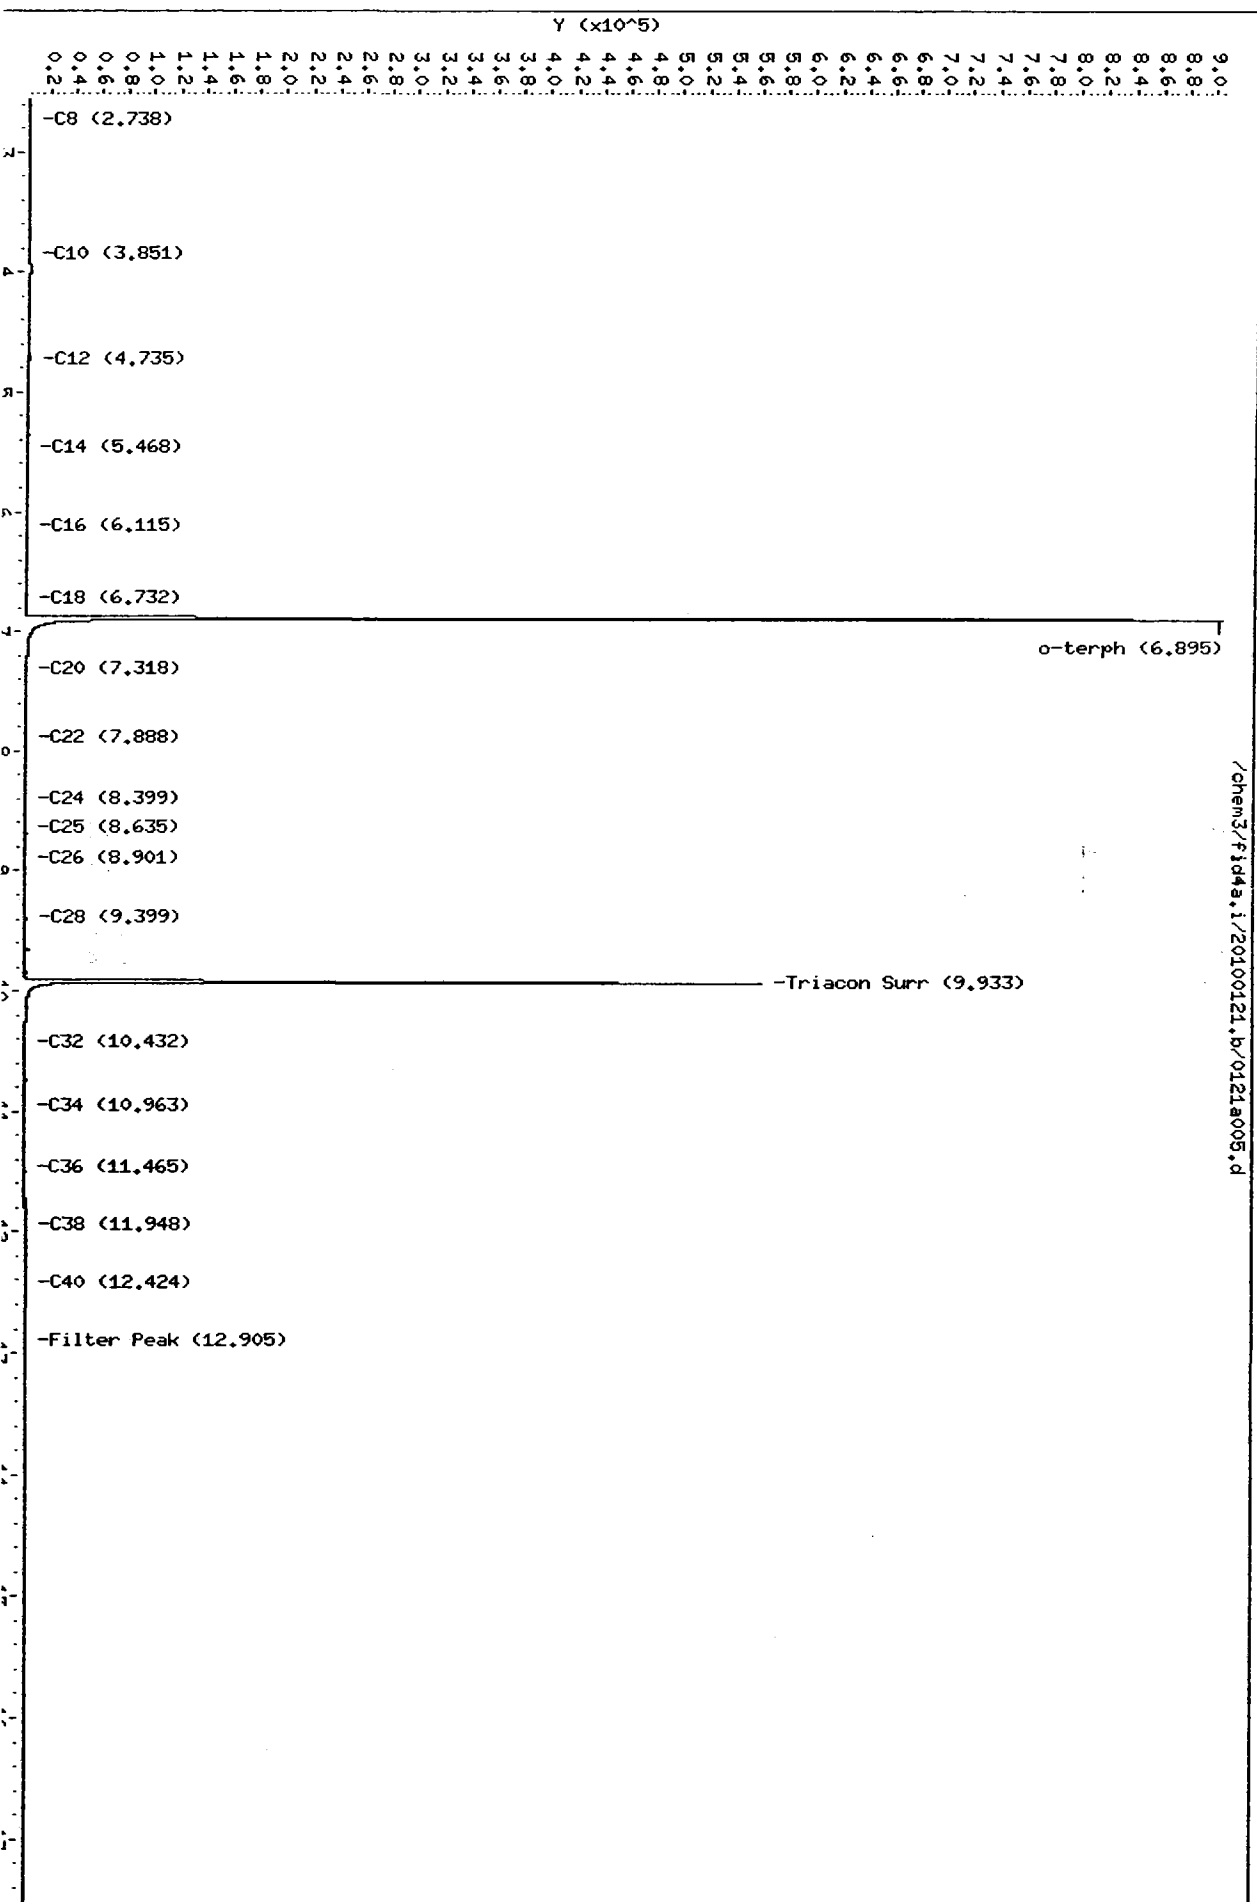 Y (x10^5)
0.2
0.4
0.6
0.8
1.0
1.2
1.4
1.6
1.8
2.0
2.2
2.4
2.6
2.8
3.0
3.2
3.4
3.6
3.8
4.0
4.2
4.4
4.6
4.8
5.0
5.2
5.4
5.6
5.8
6.0
6.2
6.4
6.6
6.8
7.0
7.2
7.4
7.6
7.8
8.0
8.2
8.4
8.6
8.8
9.0
-C8 (2.738)
-C10 (3.851)
4-
-C12 (4.735)
-C14 (5.468)
-C16 (6.115)
-C18 (6.732)
o-terph (6.895)
-C20 (7.318)
-C22 (7.888)
-C24 (8.399)
-C25 (8.635)
-C26 (8.901)
-C28 (9.399)
-Triacon Surr (9.933)
-C32 (10.432)
-C34 (10.963)
-C36 (11.465)
-C38 (11.948)
-C40 (12.424)
-Filter Peak (12.905)
/chem3/fid4a.i/20100121.b/0121a005.d